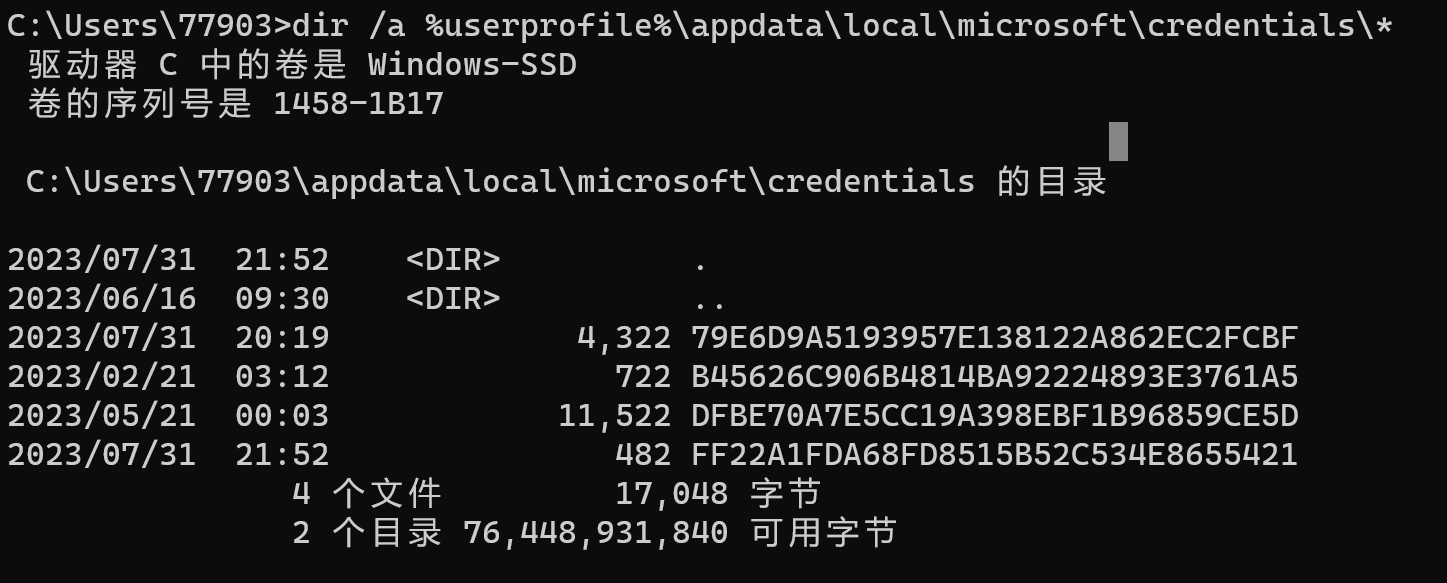 C:\Users\77903>dir /a %userprofile%\appdata\local\microsoft\credentials\*
驱动器 C 中的卷是 Windows-SSD
卷的序列号是 1458-1B17
C:\Users\77903\appdata\local\microsoft\credentials 的目录
2023/07/31  21:52    <DIR>          .
2023/06/16  09:30    <DIR>          ..
2023/07/31  20:19             4,322 79E6D9A5193957E138122A862EC2FCBF
2023/02/21  03:12               722 B45626C906B4814BA92224893E3761A5
2023/05/21  00:03            11,522 DFBE70A7E5CC19A398EBF1B96859CE5D
2023/07/31  21:52               482 FF22A1FDA68FD8515B52C534E8655421
4 个文件         17,048 字节
2 个目录 76,448,931,840 可用字节